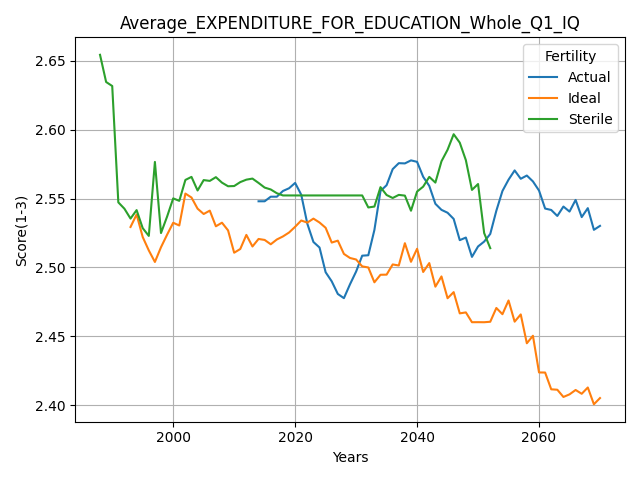 Average_EXPENDITURE_FOR_EDUCATION_Whole_Q1_IQ
Score(1-3)
2.65
2.60
2.55
2.50
2.45
2.40
Fertility
Actual
Ideal
Sterile
2000
2020
2040
2060
Years